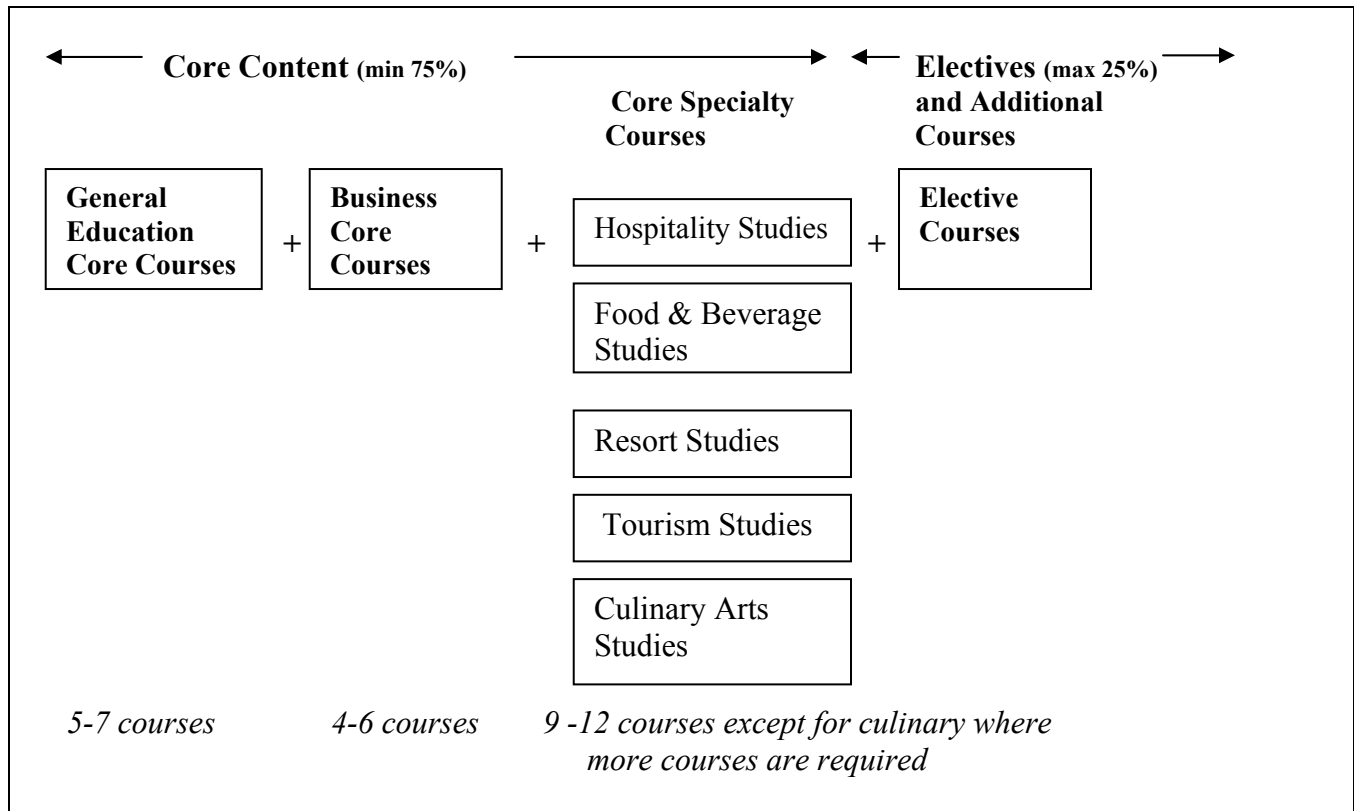 Core Content (min 75%)
Electives (max 25%)
and Additional
Courses
Core Specialty
Courses
General
Education
Core Courses
+
Business
Core
Courses
+
Hospitality Studies
+
Elective
Courses
Food & Beverage
Studies
Resort Studies
Tourism Studies
Culinary Arts
Studies
5-7 courses
4-6 courses
9 -12 courses except for culinary where
more courses are required